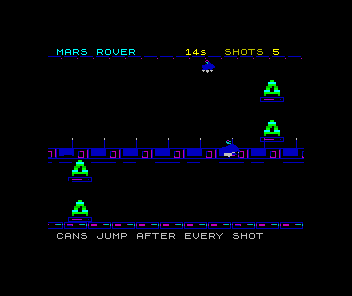 MARS ROVER 14s SHOTS 5
CANS JUMP AFTER EVERY SHOT